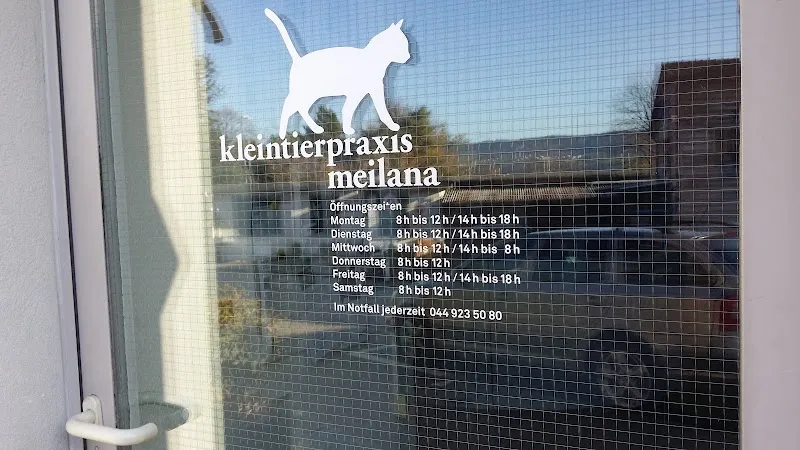 kleintierpraxis
meilana
Öffnungszei*en
Montag 8h bis 12h/14h bis 18h
Dienstag 8h bis 12h/14h bis 18h
Mittwoch 8h bis 12h/14h bis 8h
Donnerstag 8h bis 12h
Freitag 8h bis 12h/14h bis 18h
Samstag 8h bis 12h
Im Notfall jederzeit 044 923 50 80